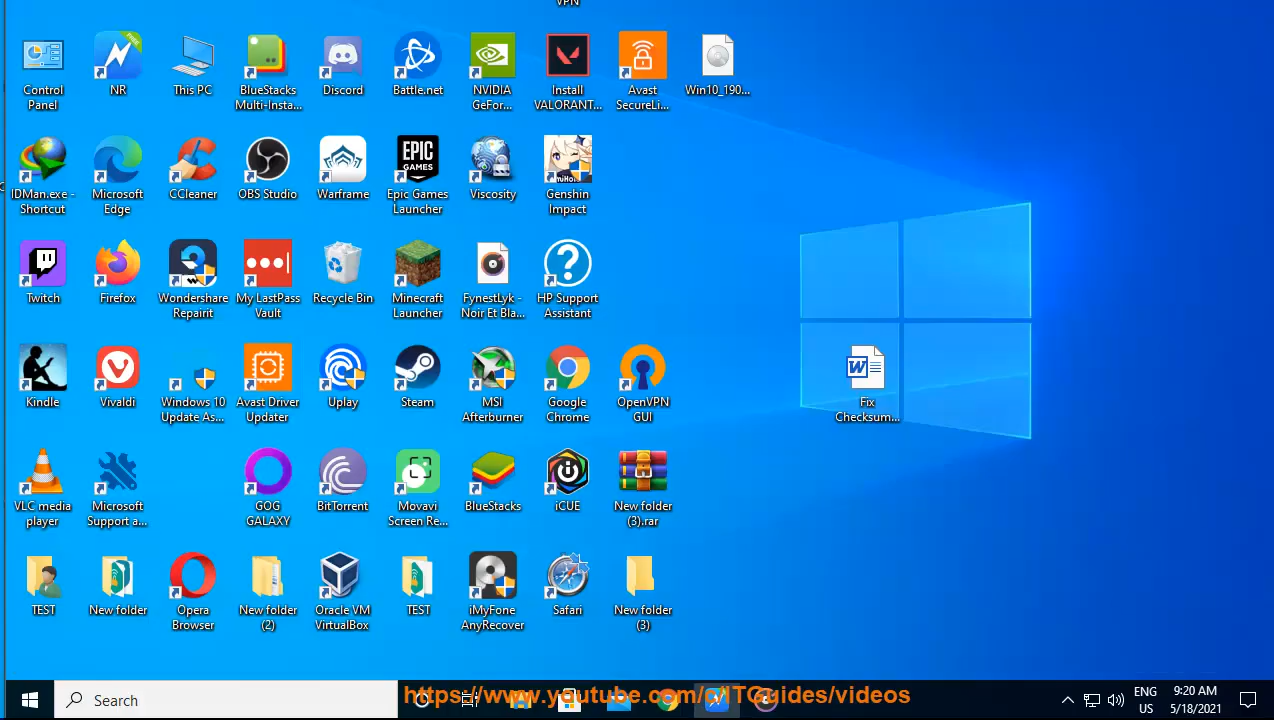 VPN
Control
Panel
NR
This PC
BlueStacks
Multi-Insta...
Discord
Battle.net
NVIDIA
GeFor...
Install
VALORANT...
Avast
SecureLi...
Win10_190...
FREE
IDMan.exe -
Shortcut
Microsoft
Edge
CCleaner
OBS Studio
Warframe
EPIC
GAMES
Epic Games
Launcher
Viscosity
Genshin
Impact
Twitch
Firefox
Wondershare
Repairit
My LastPass
Vault
Recycle Bin
Minecraft
Launcher
FynestLyk -
Noir Et Bla...
HP Support
Assistant
Kindle
Vivaldi
Windows 10
Update As...
Avast Driver
Updater
Uplay
Steam
MSI
Afterburner
Google
Chrome
OpenVPN
GUI
W
Fix
Checksum...
VLC media
player
Microsoft
Support a...
GOG
GALAXY
BitTorrent
Movavi
Screen Re...
BlueStacks
iCUE
New folder
(3).rar
TEST
New folder
Opera
Browser
New folder
(2)
Oracle VM
VirtualBox
TEST
iMyFone
AnyRecover
Safari
New folder
(3)
Search
https://www.youtube.com/c/ITGuides/videos
ENG
US
9:20 AM
5/18/2021